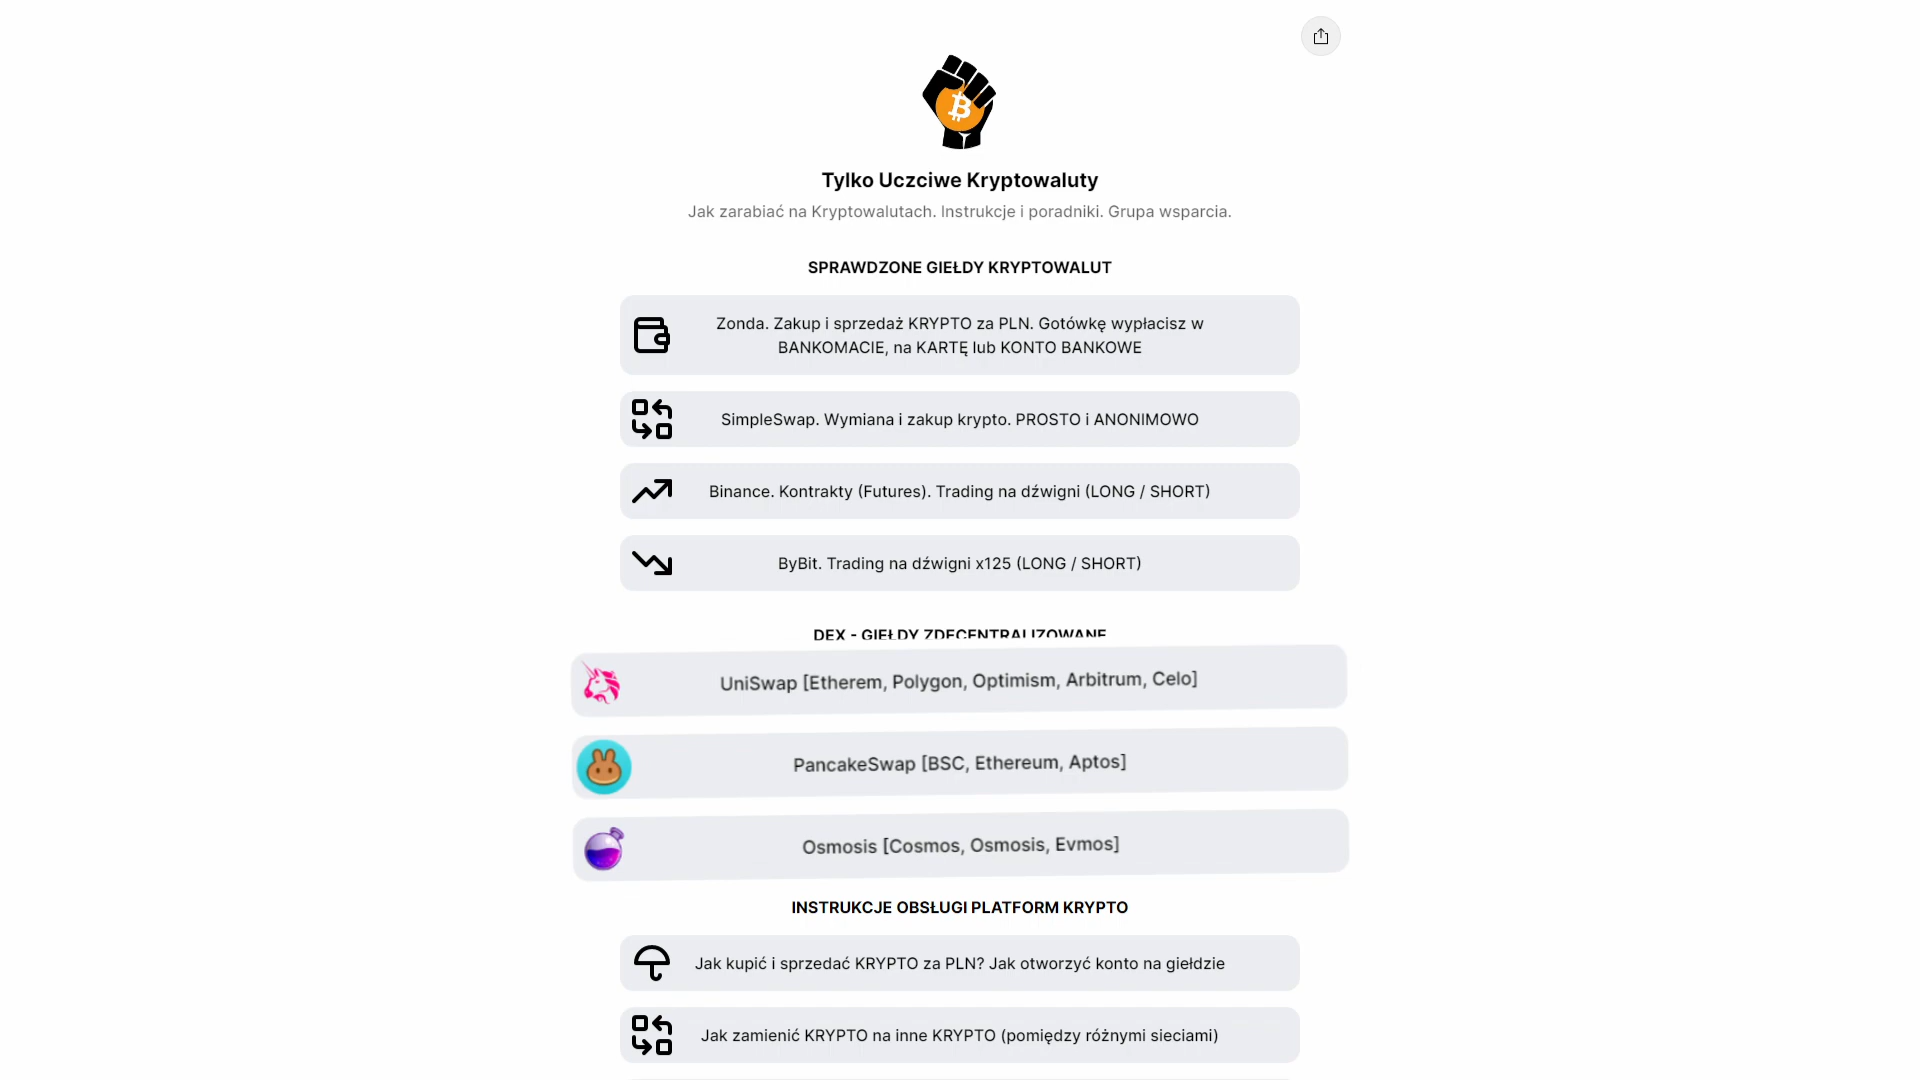 Tylko Uczciwe Kryptowaluty
Jak zarabiać na Kryptowalutach. Instrukcje i poradniki. Grupa wsparcia.
SPRAWDZONE GIEŁDY KRYPTOWALUT
Zonda. Zakup i sprzedaż KRYPTO za PLN. Gotówkę wypłacisz w
BANKOMACIE, na KARTĘ lub KONTO BANKOWE
SimpleSwap. Wymiana i zakup krypto. PROSTO i ANONIMOWO
Binance. Kontrakty (Futures). Trading na dźwigni (LONG / SHORT)
ByBit. Trading na dźwigni x125 (LONG / SHORT)
DEX - GIEŁDY ZDECENTRALIZOWANE
UniSwap [Etherem, Polygon, Optimism, Arbitrum, Celo]
PancakeSwap [BSC, Ethereum, Aptos]
Osmosis [Cosmos, Osmosis, Evmos]
INSTRUKCJE OBSŁUGI PLATFORM KRYPTO
Jak kupić i sprzedać KRYPTO za PLN? Jak otworzyć konto na giełdzie
Jak zamienić KRYPTO na inne KRYPTO (pomiędzy różnymi sieciami)